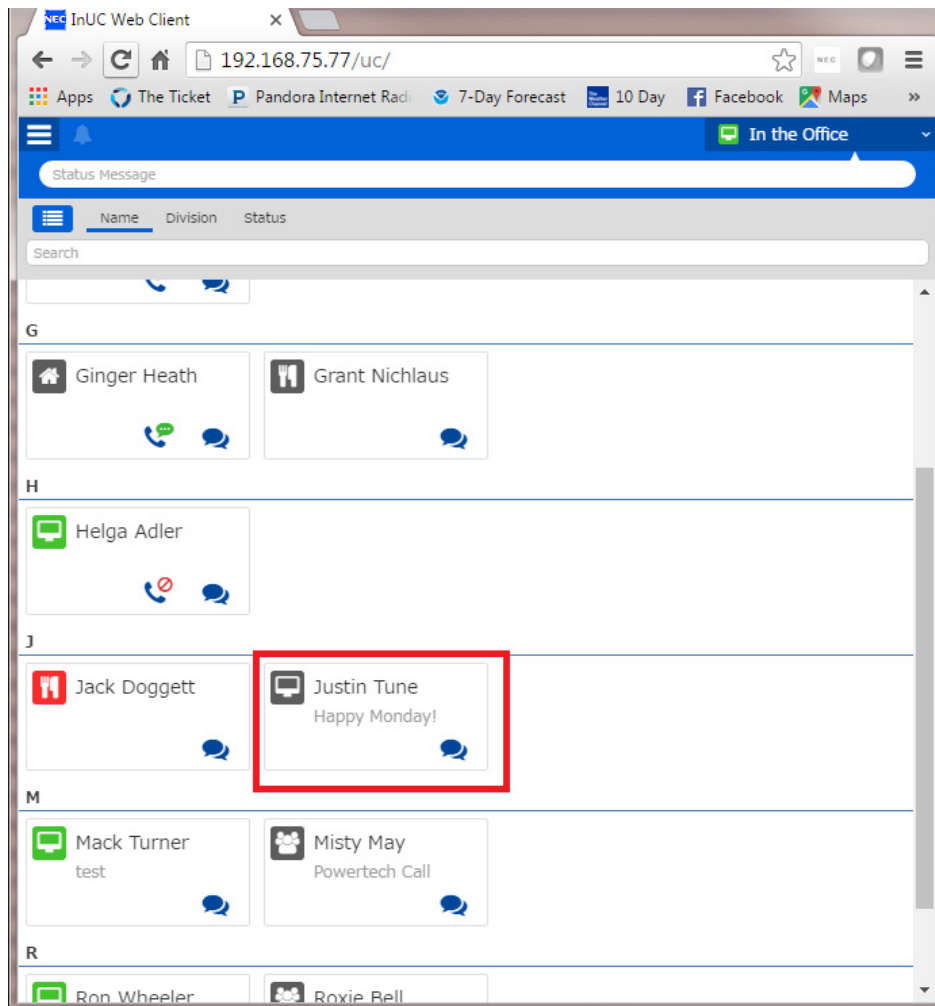 NEC InUC Web Client
192.168.75.77/uc/
NEC
Apps The Ticket P Pandora Internet Radi 7-Day Forecast 10 Day f Facebook Maps »
In the Office
Status Message
Name Division Status
Search
G
Ginger Heath Grant Nichlaus
H
Helga Adler
J
Jack Doggett Justin Tune
Happy Monday!
M
Mack Turner Misty May
test Powertech Call
R
Ron Wheeler Roxie Bell